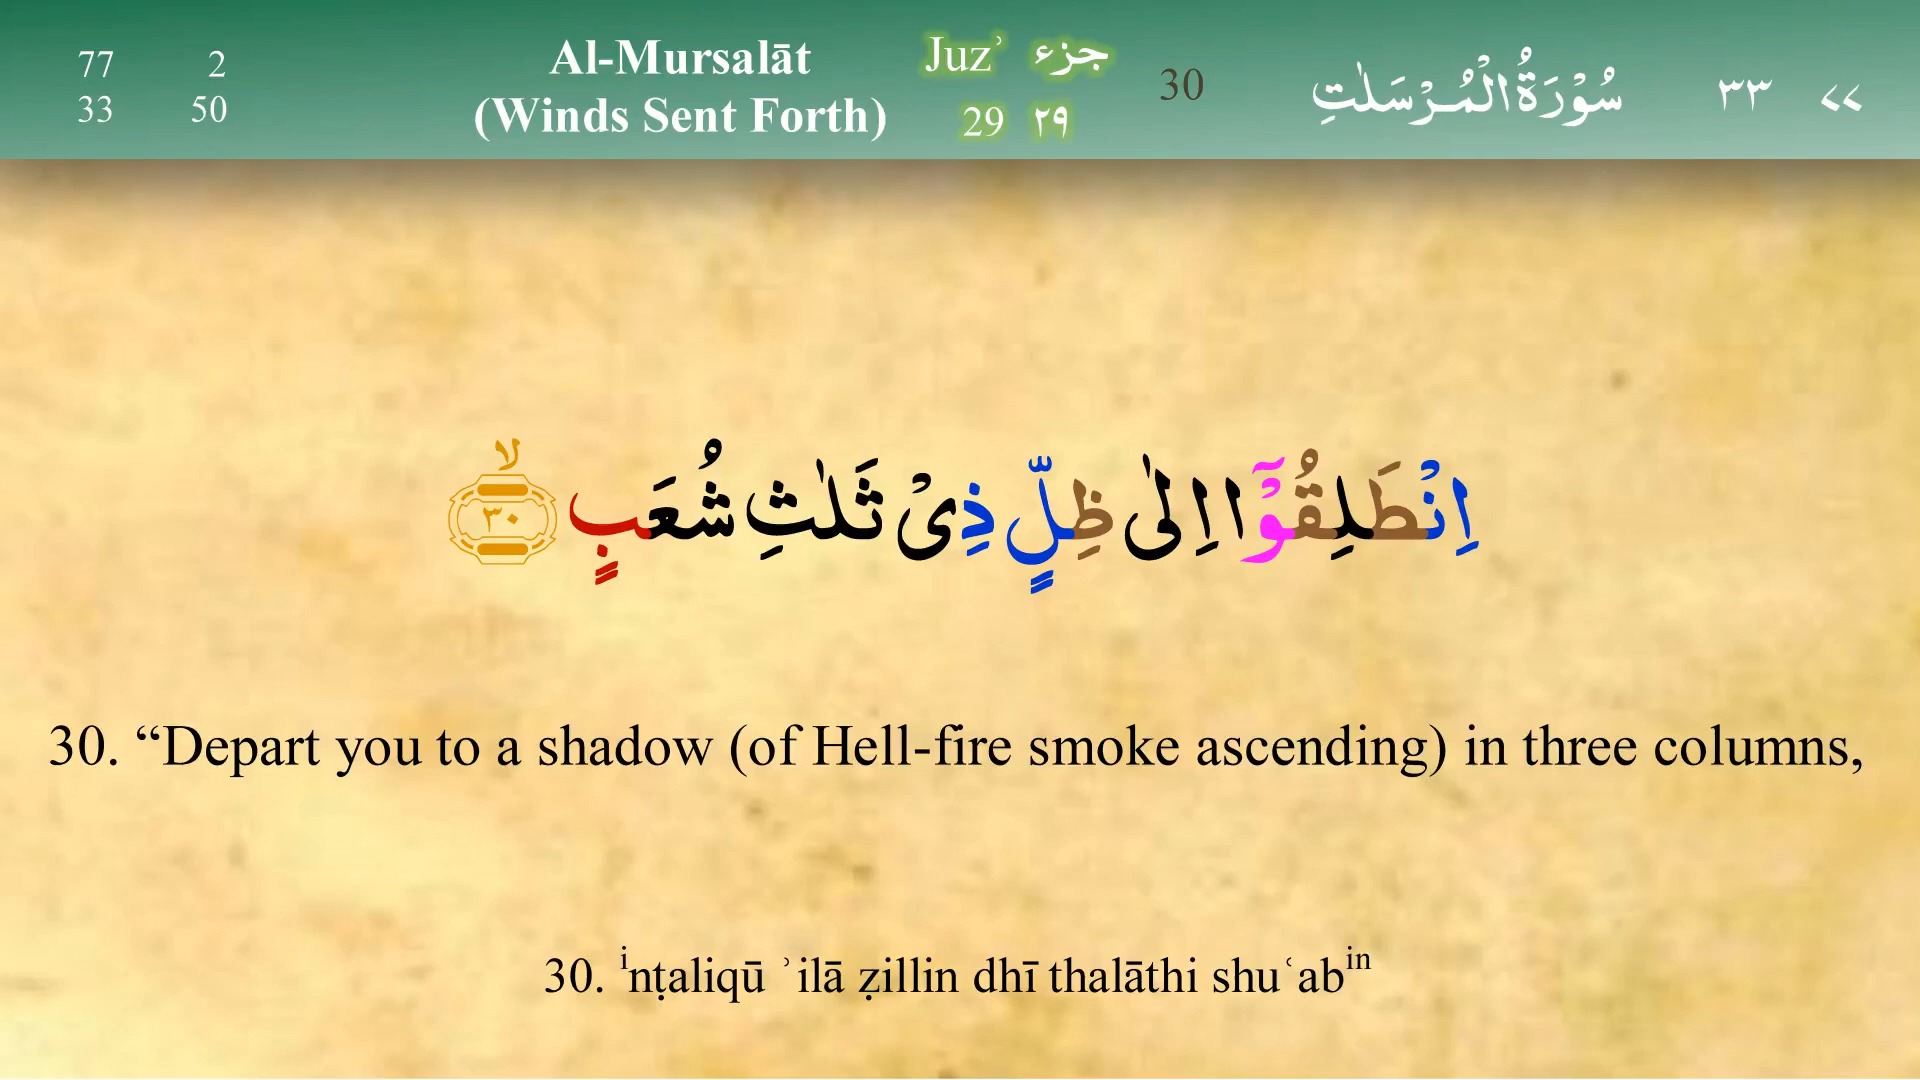 77 2
33 50
Al-Mursalāt
(Winds Sent Forth)
Juzʾ جزء
29 ٢٩
30
سُوْرَةُ الْمُرْسَلٰتِ
٣٣
<<
اِنْطَلِقُوْۤا اِلٰى ظِلٍّ ذِىْ ثَلٰثِ شُعَبٍ ۙ ٣٠
30. “Depart you to a shadow (of Hell-fire smoke ascending) in three columns,
30. ⁱnṭaliqū ʾilā ẓillin dhī thalāthi shuʿabⁱⁿ